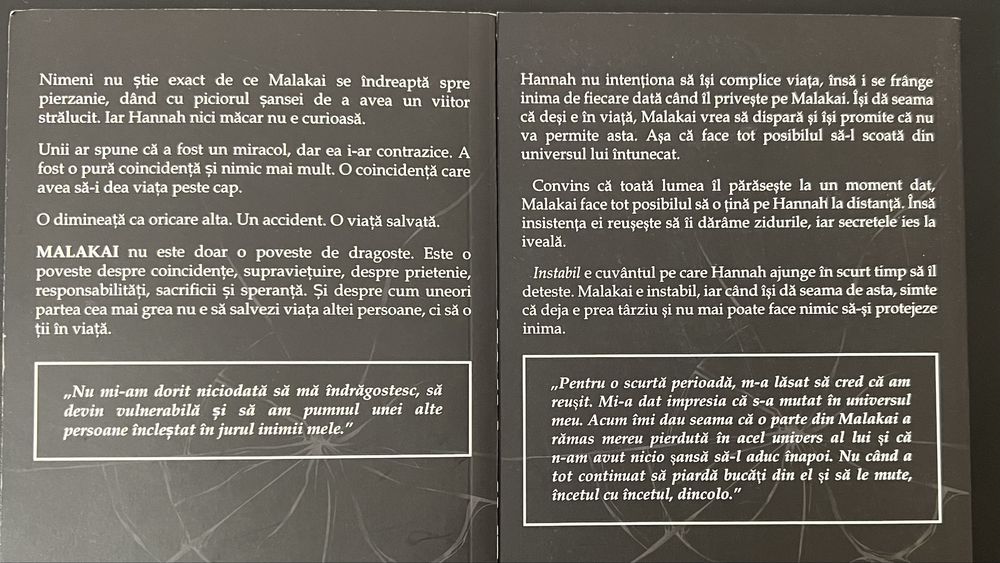 Nimeni nu știe exact de ce Malakai se îndreaptă spre
pierzanie, dând cu piciorul șansei de a avea un viitor
strălucit. Iar Hannah nici măcar nu e curioasă.
Unii ar spune că a fost un miracol, dar ea i-ar contrazice. A
fost o pură coincidență și nimic mai mult. O coincidență care
avea să-i dea viața peste cap.
O dimineață ca oricare alta. Un accident. O viață salvată.
MALAKAI nu este doar o poveste de dragoste. Este o
poveste despre coincidențe, supraviețuire, despre prietenie,
responsabilități, sacrificii și speranță. Și despre cum uneori
partea cea mai grea nu e să salvezi viața altei persoane, ci să o
ții în viață.
„Nu mi-am dorit niciodată să mă îndrăgostesc, să
devin vulnerabilă și să am pumnul unei alte
persoane încleștat în jurul inimii mele.”
Hannah nu intenționa să își complice viața, însă i se frânge
inima de fiecare dată când îl privește pe Malakai. Își dă seama
că deși e în viață, Malakai vrea să dispară și își promite că nu
va permite asta. Așa că face tot posibilul să-l scoată din
universul lui întunecat.
Convins că toată lumea îl părăsește la un moment dat,
Malakai face tot posibilul să o țină pe Hannah la distanță. Însă
insistența ei reușește să îi dărâme zidurile, iar secretele ies la
iveală.
Instabil e cuvântul pe care Hannah ajunge în scurt timp să îl
deteste. Malakai e instabil, iar când își dă seama de asta, simte
că deja e prea târziu și nu mai poate face nimic să-și protejeze
inima.
„Pentru o scurtă perioadă, m-a lăsat să cred că am
reușit. Mi-a dat impresia că s-a mutat în universul
meu. Acum îmi dau seama că o parte din Malakai a
rămas mereu pierdută în acel univers al lui și că
n-am avut nicio șansă să-l aduc înapoi. Nu când a
tot continuat să piardă bucăți din el și să le mute,
încetul cu încetul, dincolo.”